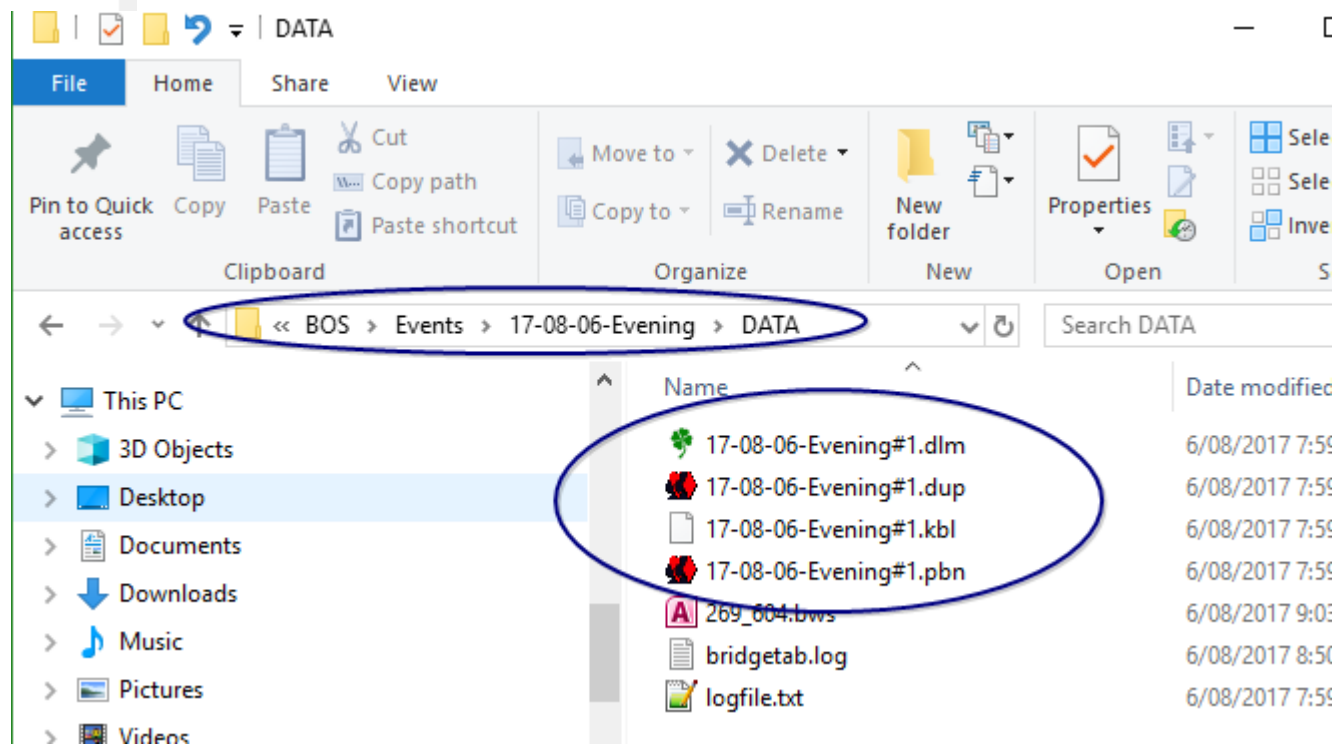 DATA
File Home Share View
Pin to Quick access
Copy
Paste
Cut
Copy path
Paste shortcut
Clipboard
Move to
Copy to
Delete
Rename
Organize
New folder
New
Properties
Open
Sele
Sele
Inve
S
« BOS > Events > 17-08-06-Evening > DATA
Search DATA
This PC
3D Objects
Desktop
Documents
Downloads
Music
Pictures
Videos
Name Date modified
17-08-06-Evening#1.dlm 6/08/2017 7:59
17-08-06-Evening#1.dup 6/08/2017 7:59
17-08-06-Evening#1.kbl 6/08/2017 7:59
17-08-06-Evening#1.pbn 6/08/2017 7:59
269_604.bws 6/08/2017 9:03
bridgetab.log 6/08/2017 8:50
logfile.txt 6/08/2017 7:59